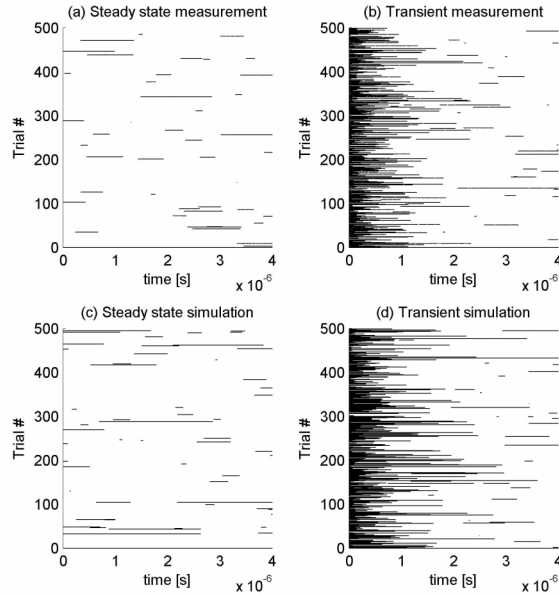 (a) Steady state measurement
(b) Transient measurement
500
400
300
200
100
0
Trial #
0 1 2 3 4
time [s]
x 10^-6
500
400
300
200
100
0
Trial #
0 1 2 3 4
time [s]
x 10^-6
(c) Steady state simulation
(d) Transient simulation
500
400
300
200
100
0
Trial #
0 1 2 3 4
time [s]
x 10^-6
500
400
300
200
100
0
Trial #
0 1 2 3 4
time [s]
x 10^-6